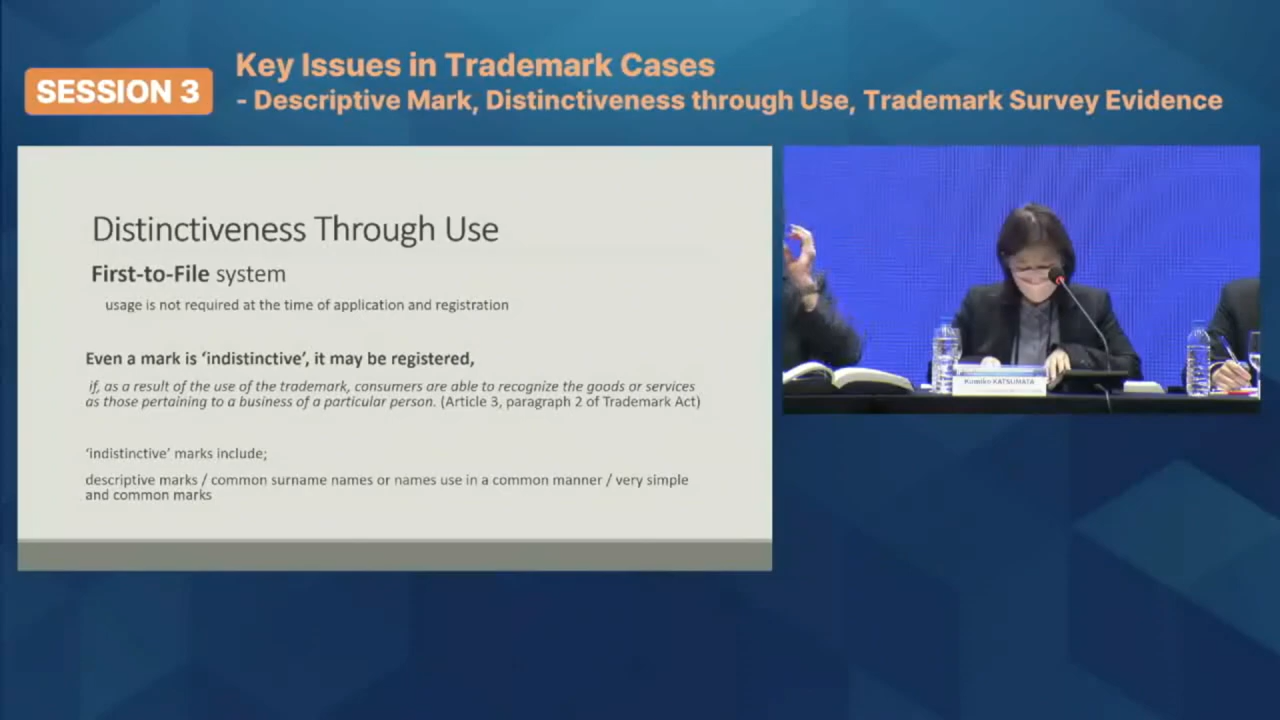 SESSION 3
Key Issues in Trademark Cases
- Descriptive Mark, Distinctiveness through Use, Trademark Survey Evidence
Distinctiveness Through Use
First-to-File system
usage is not required at the time of application and registration
Even a mark is ‘indistinctive’, it may be registered,
if, as a result of the use of the trademark, consumers are able to recognize the goods or services
as those pertaining to a business of a particular person. (Article 3, paragraph 2 of Trademark Act)
‘indistinctive’ marks include;
descriptive marks / common surname names or names use in a common manner / very simple
and common marks
Kumiko KATSUMATA